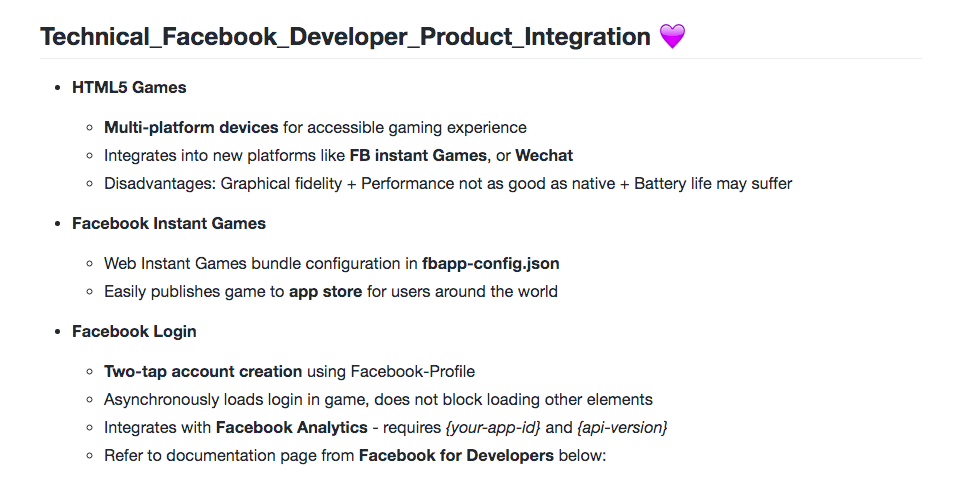 Technical_Facebook_Developer_Product_Integration 💜
HTML5 Games
Multi-platform devices for accessible gaming experience
Integrates into new platforms like FB instant Games, or Wechat
Disadvantages: Graphical fidelity + Performance not as good as native + Battery life may suffer
Facebook Instant Games
Web Instant Games bundle configuration in fbapp-config.json
Easily publishes game to app store for users around the world
Facebook Login
Two-tap account creation using Facebook-Profile
Asynchronously loads login in game, does not block loading other elements
Integrates with Facebook Analytics - requires {your-app-id} and {api-version}
Refer to documentation page from Facebook for Developers below: